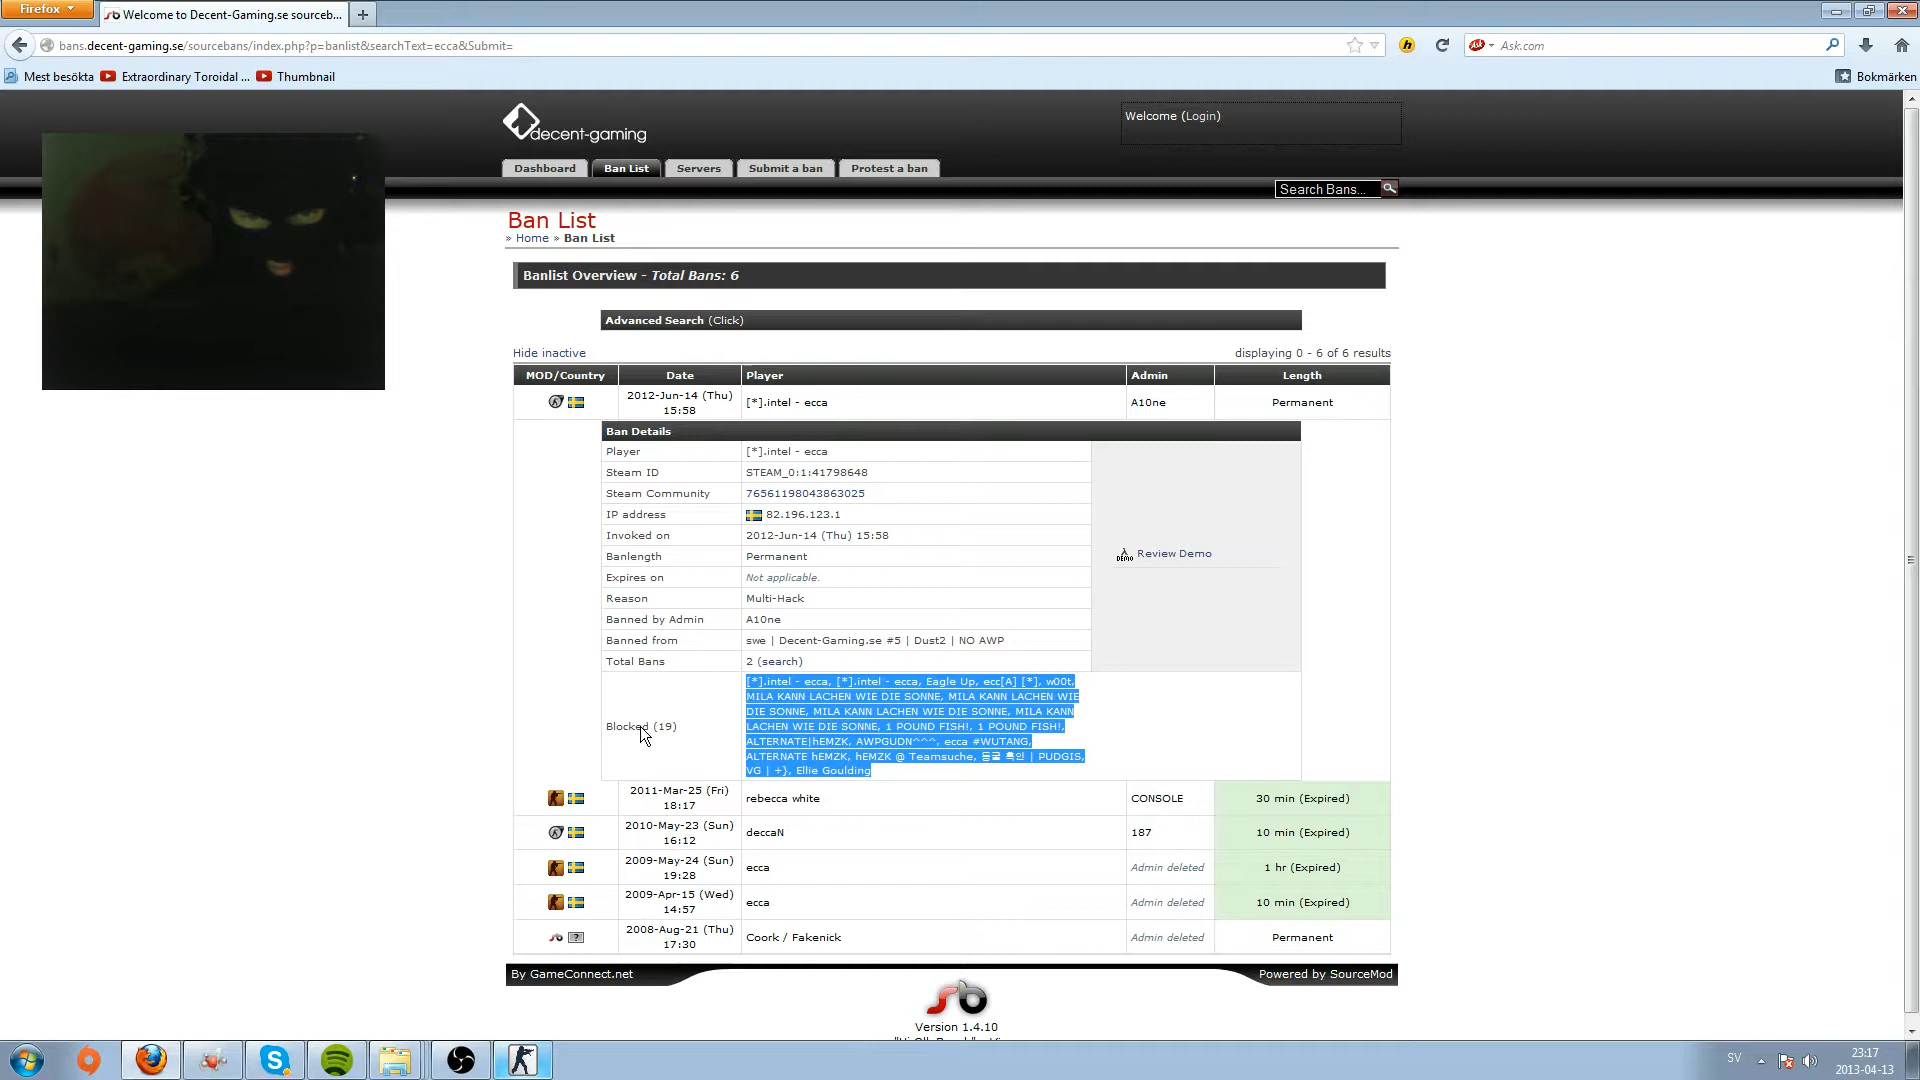 Firefox
Welcome to Decent-Gaming.se sourceb...
bans.decent-gaming.se/sourcebans/index.php?p=banlist&searchText=ecca&Submit=
Ask Ask.com
Mest besökta
Extraordinary Toroidal ...
Thumbnail
Bokmärken
decent-gaming
Welcome (Login)
Dashboard
Ban List
Servers
Submit a ban
Protest a ban
Search Bans...
Ban List
» Home » Ban List
Banlist Overview - Total Bans: 6
Advanced Search (Click)
Hide inactive
displaying 0 - 6 of 6 results
MOD/Country Date Player Admin Length
2012-Jun-14 (Thu) 15:58 [*].intel - ecca A10ne Permanent
Ban Details
Player [*].intel - ecca
Steam ID STEAM_0:1:41798648
Steam Community 76561198043863025
IP address 82.196.123.1
Invoked on 2012-Jun-14 (Thu) 15:58
Review Demo
Banlength Permanent
Expires on Not applicable.
Reason Multi-Hack
Banned by Admin A10ne
Banned from swe | Decent-Gaming.se #5 | Dust2 | NO AWP
Total Bans 2 (search)
Blocked (19)
[*].intel - ecca, [*].intel - ecca, Eagle Up, ecc[A] [*], w00t,
MILA KANN LACHEN WIE DIE SONNE, MILA KANN LACHEN WIE
DIE SONNE, MILA KANN LACHEN WIE DIE SONNE, MILA KANN
LACHEN WIE DIE SONNE, 1 POUND FISH!, 1 POUND FISH!,
ALTERNATE|hEMZK, AWPGUDN^^^, ecca #WUTANG,
ALTERNATE hEMZK, hEMZK @ Teamsuche, 동굴 흑인 | PUDGIS,
VG | +}, Ellie Goulding
2011-Mar-25 (Fri) 18:17 rebecca white CONSOLE 30 min (Expired)
2010-May-23 (Sun) 16:12 deccaN 187 10 min (Expired)
2009-May-24 (Sun) 19:28 ecca Admin deleted 1 hr (Expired)
2009-Apr-15 (Wed) 14:57 ecca Admin deleted 10 min (Expired)
2008-Aug-21 (Thu) 17:30 Coork / Fakenick Admin deleted Permanent
By GameConnect.net
Powered by SourceMod
sb
Version 1.4.10
SV
23:17
2013-04-13